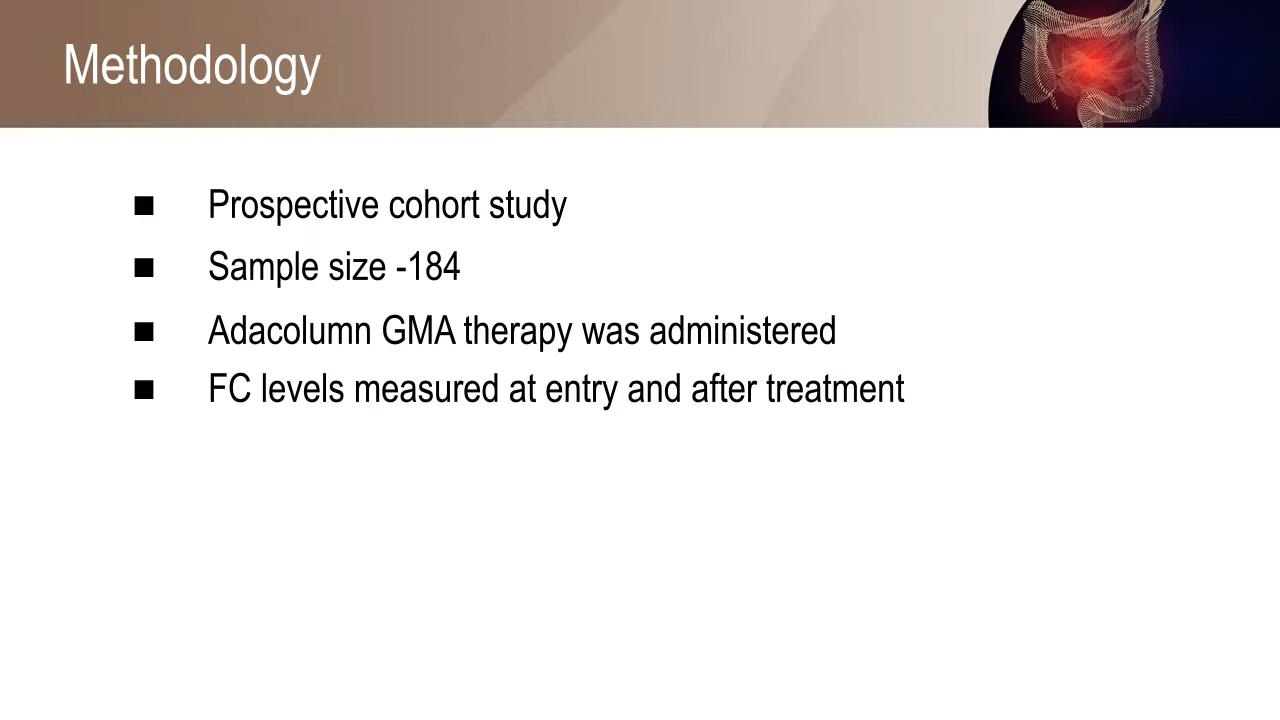 Methodology
Prospective cohort study
Sample size -184
Adacolumn GMA therapy was administered
FC levels measured at entry and after treatment